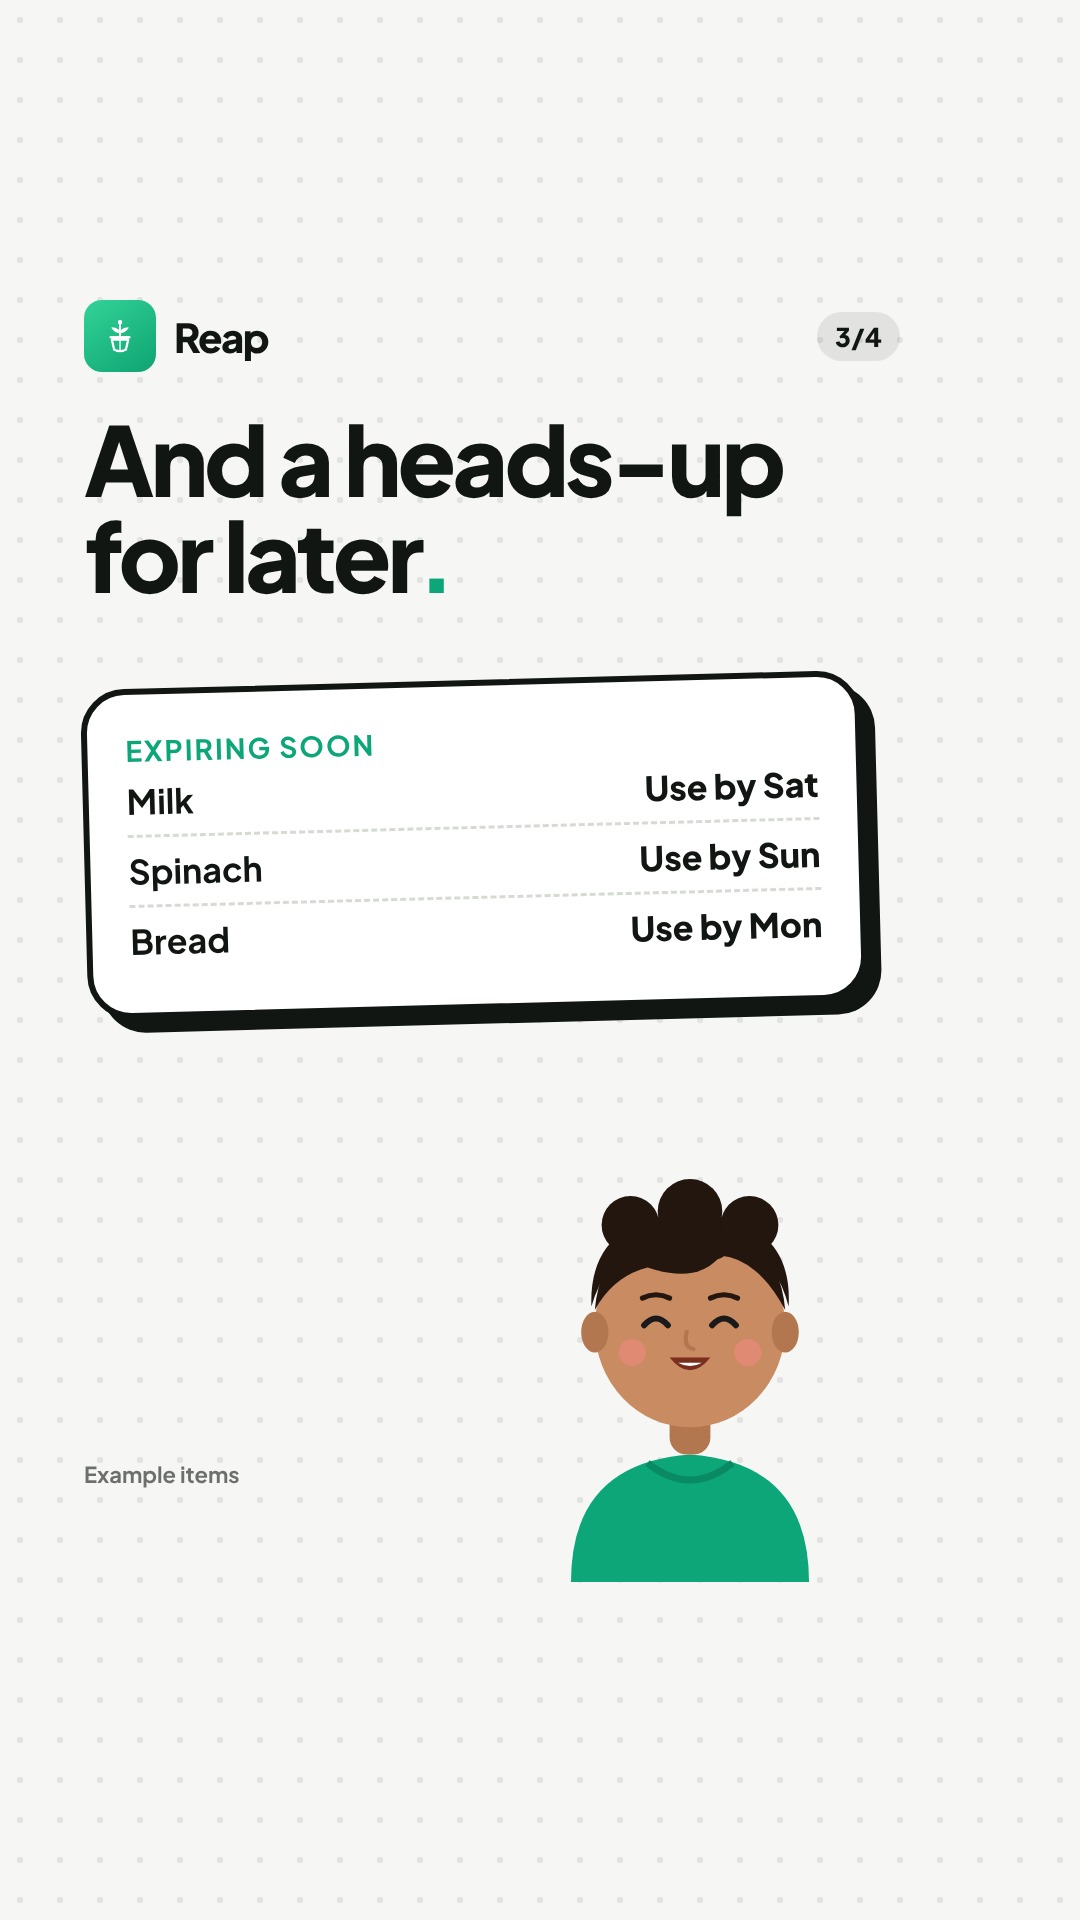 Reap
3/4
And a heads-up
for later.
EXPIRING SOON
Milk Use by Sat
Spinach Use by Sun
Bread Use by Mon
Example items